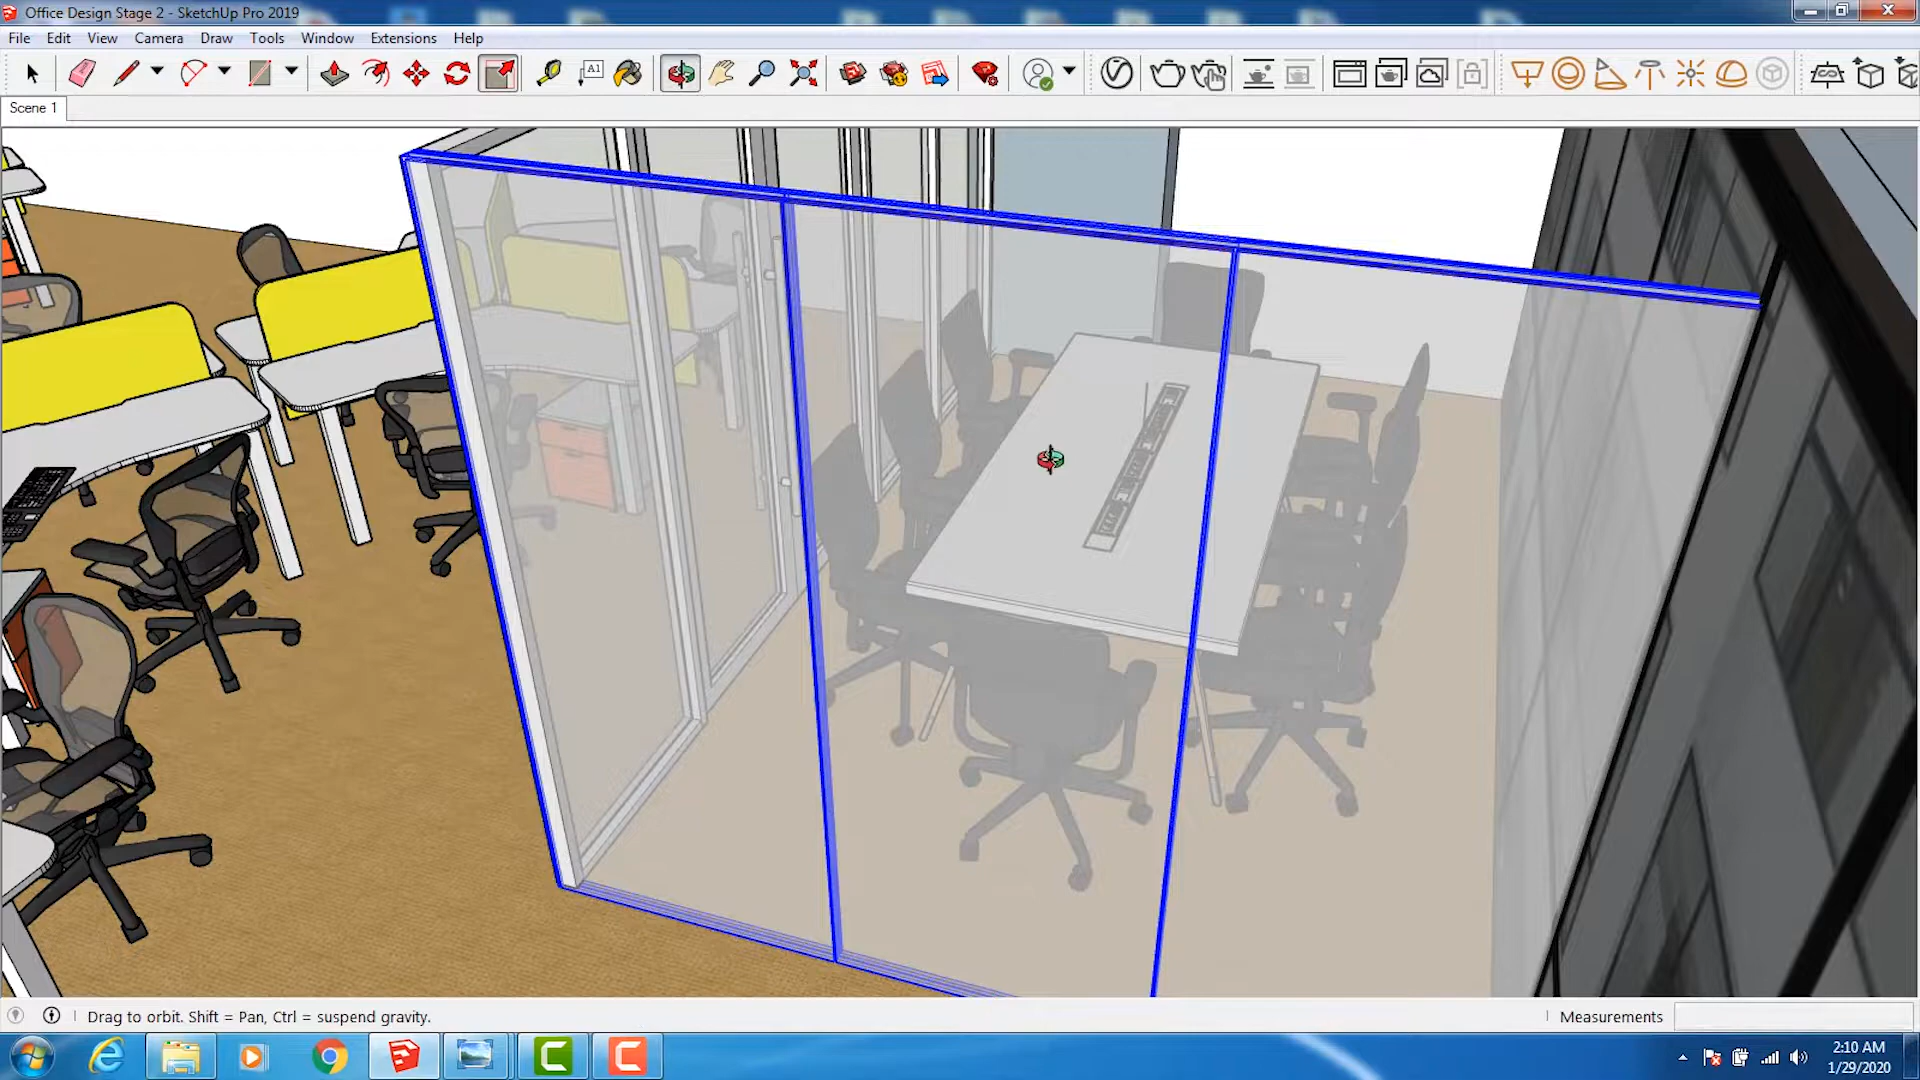 Office Design Stage 2 - SketchUp Pro 2019
File Edit View Camera Draw Tools Window Extensions Help
A1
Scene 1
Drag to orbit. Shift = Pan, Ctrl = suspend gravity.
Measurements
2:10 AM
1/29/2020